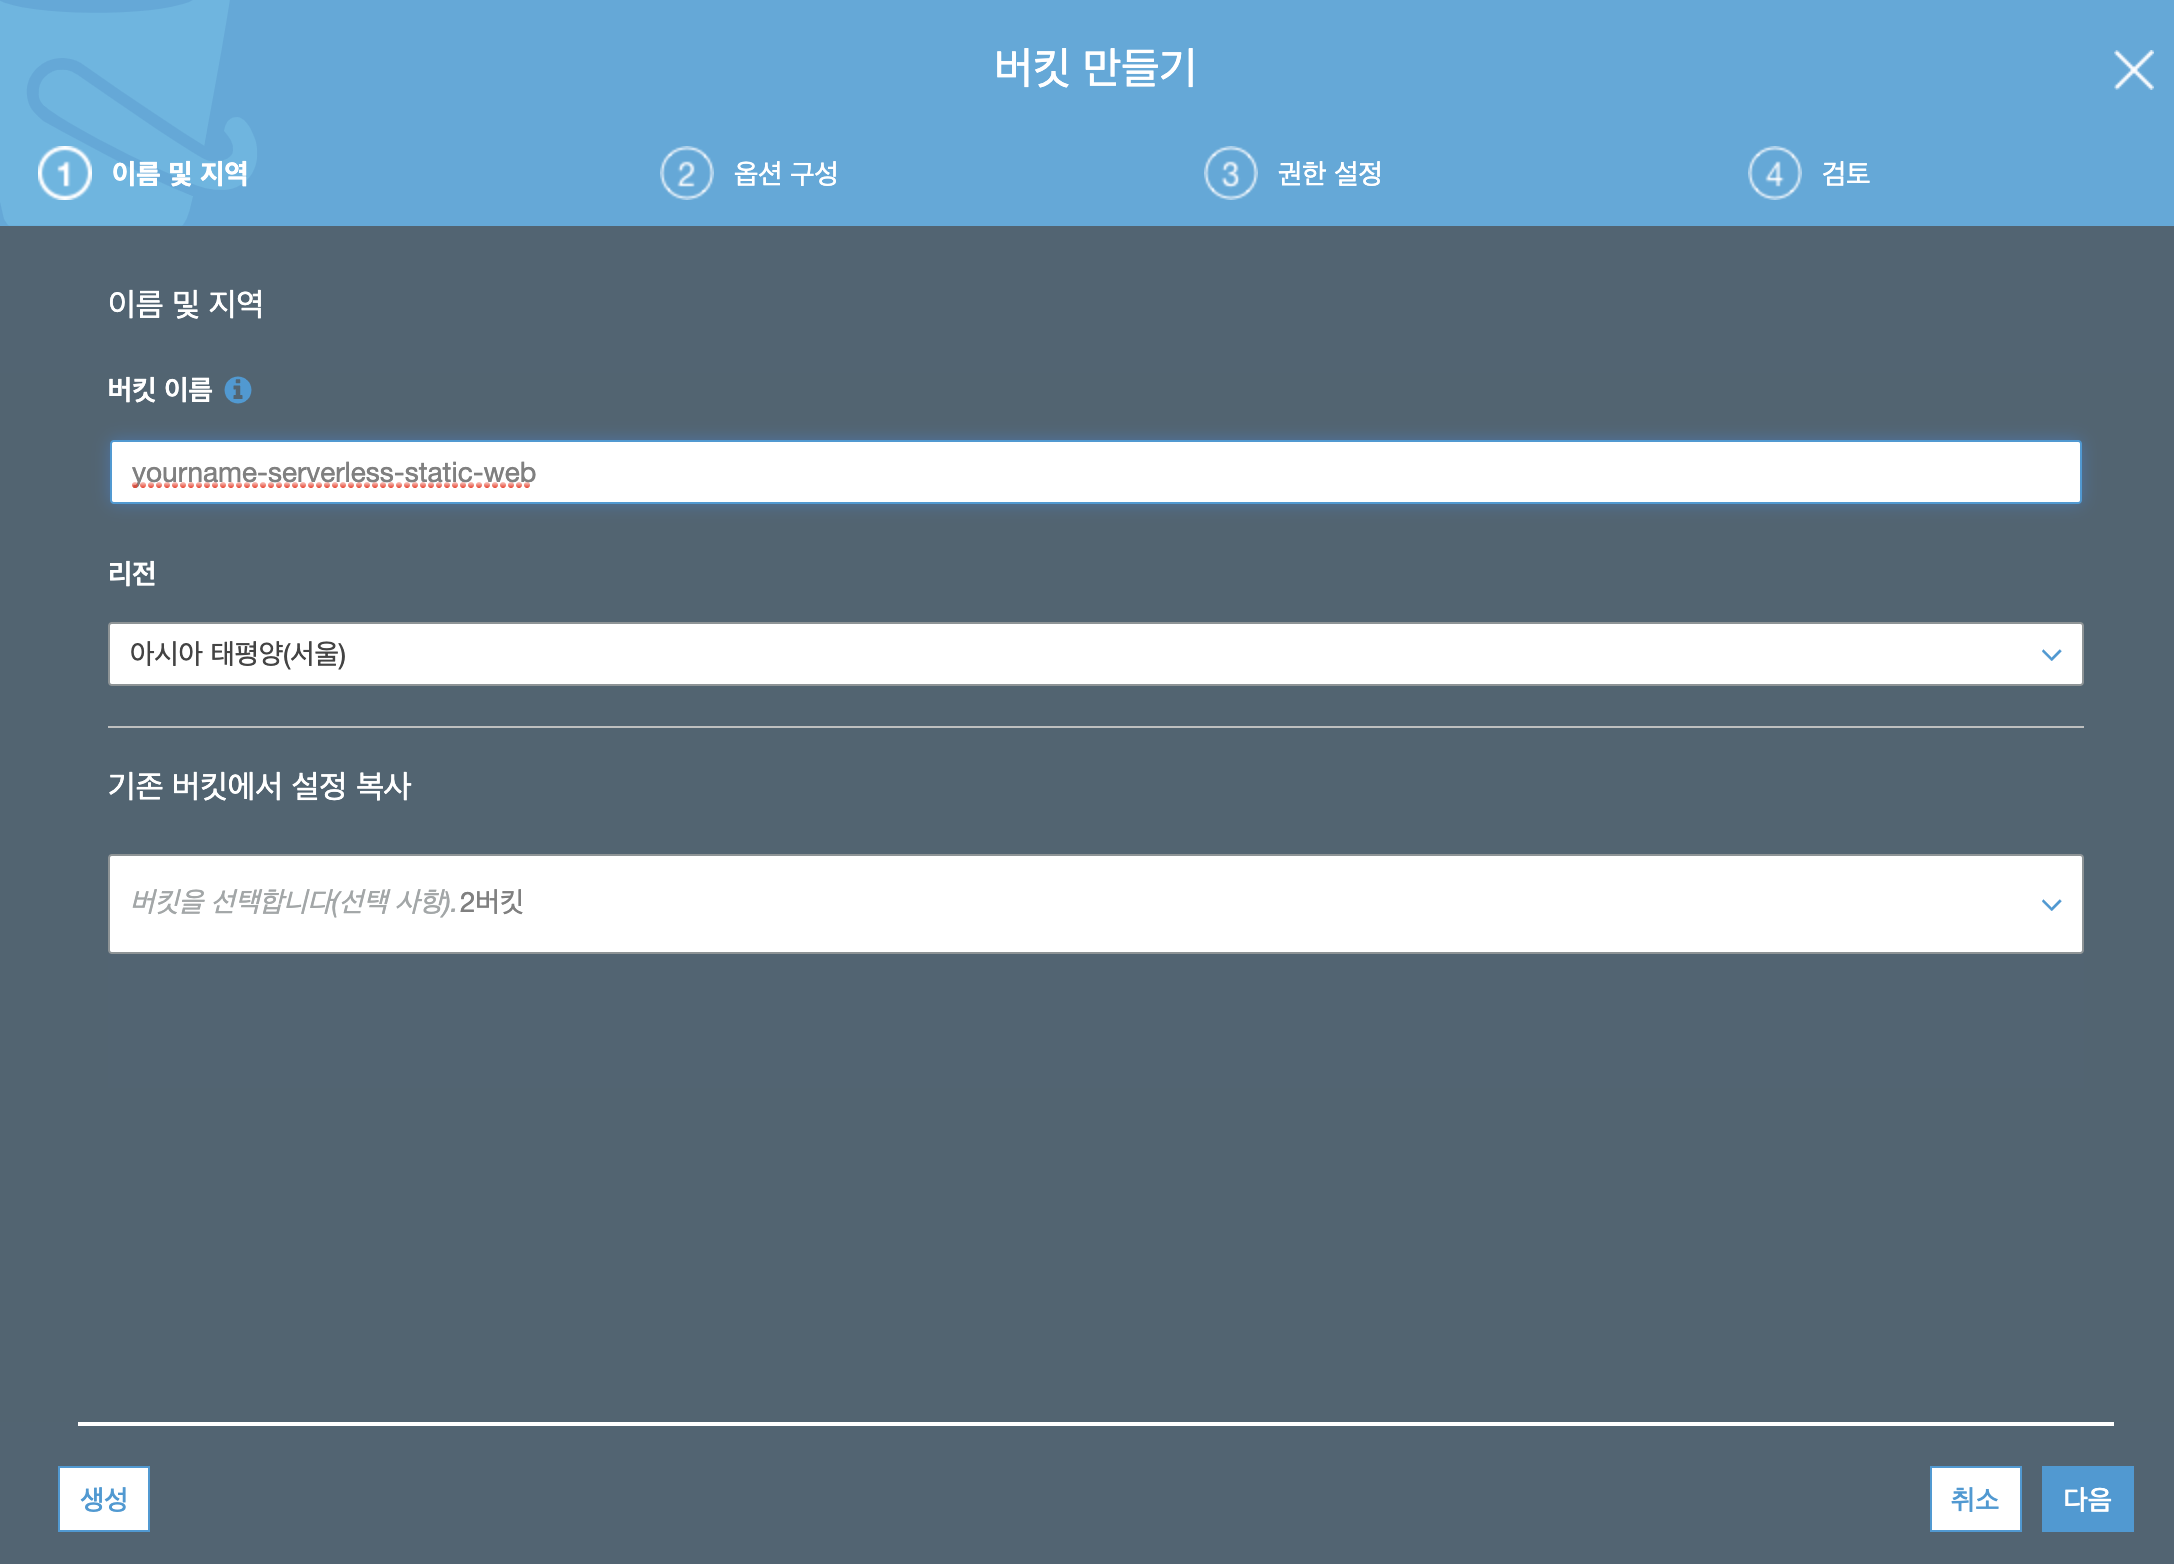 버킷 만들기
1 이름 및 지역
2 옵션 구성
3 권한 설정
4 검토
이름 및 지역
버킷 이름
yourname-serverless-static-web
리전
아시아 태평양(서울)
기존 버킷에서 설정 복사
버킷을 선택합니다(선택 사항).2버킷
생성
취소
다음